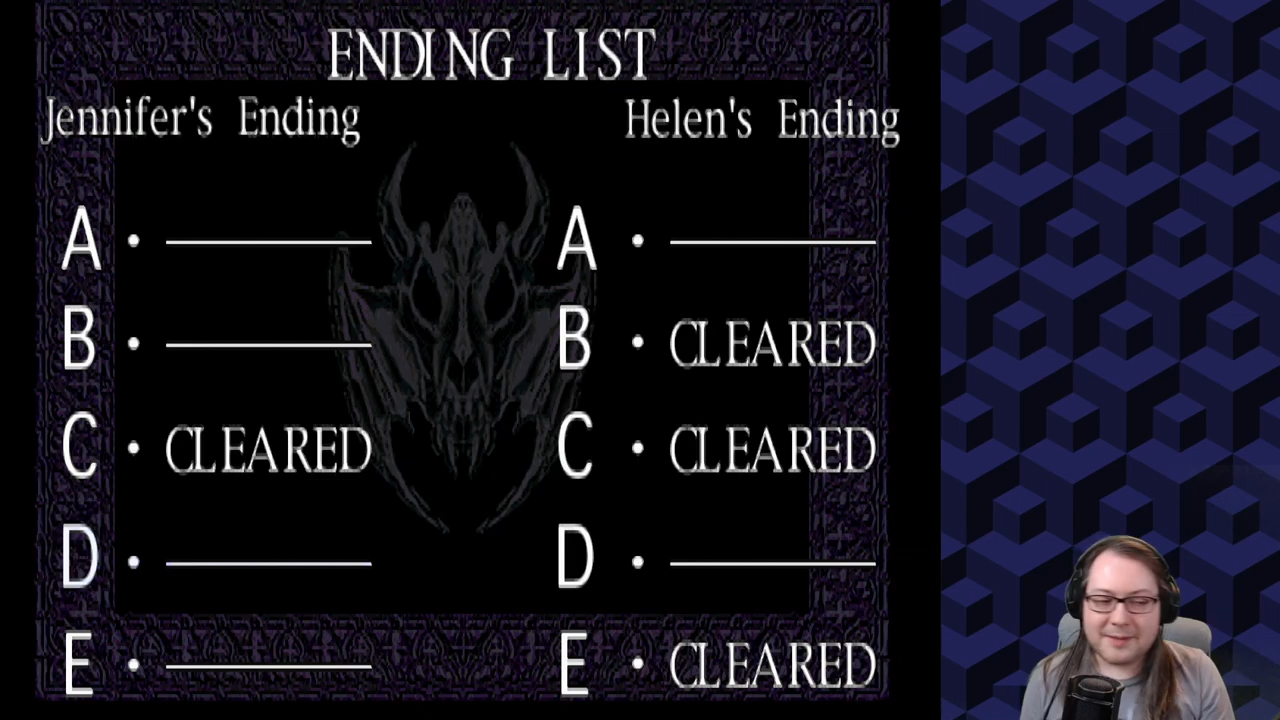 ENDING LIST
Jennifer's Ending
Helen's Ending
A •
A •
B •
B • CLEARED
C • CLEARED
C • CLEARED
D •
D •
E •
E • CLEARED